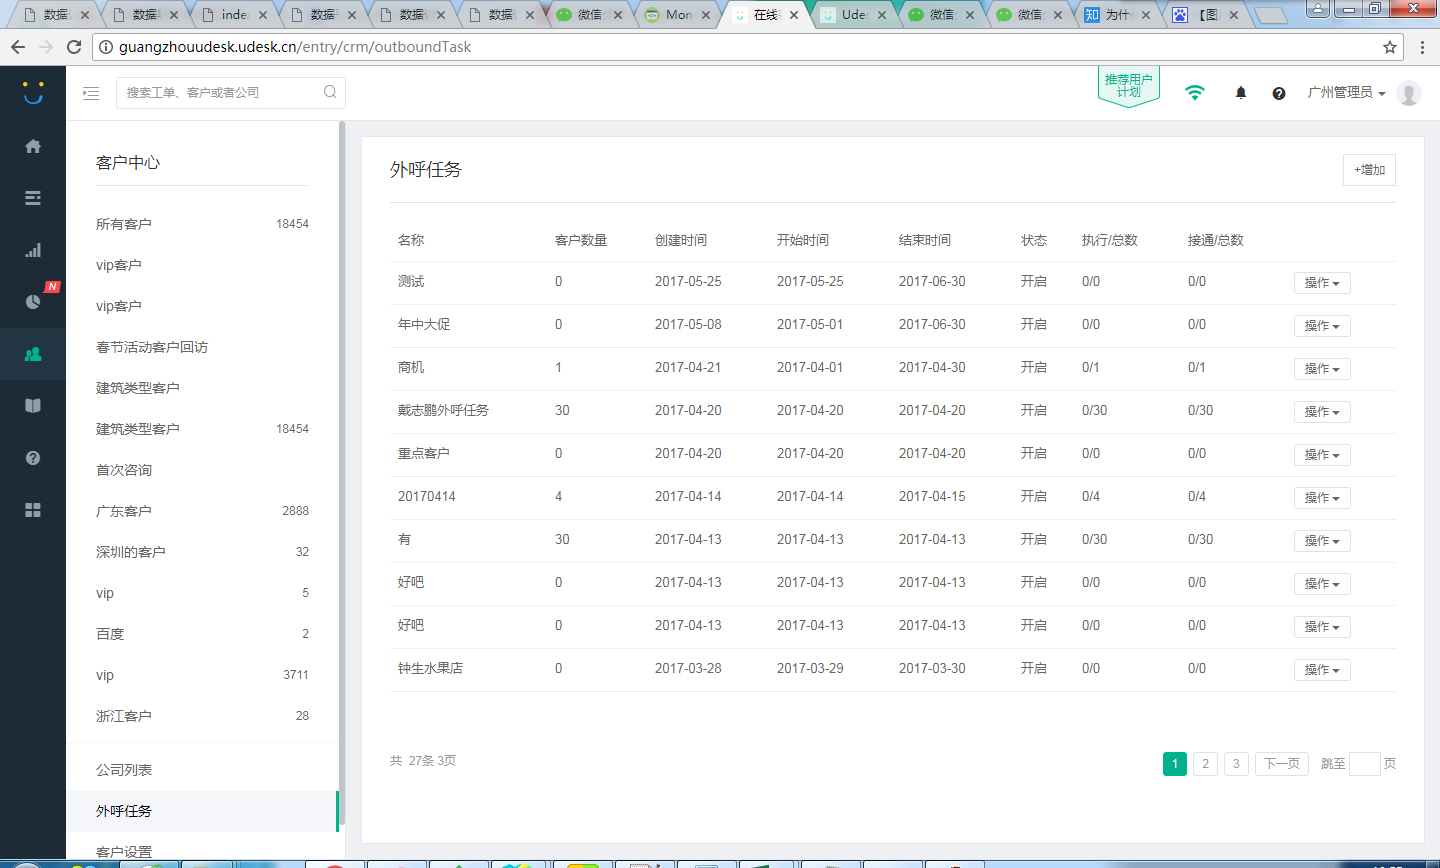 数据
数据
index
数据
数据
数据
微信
Mon
在线
Udes
微信
微信
为什
【图
guangzhouudesk.udesk.cn/entry/crm/outboundTask
搜索工单、客户或者公司
推荐用户
计划
广州管理员
N
客户中心
所有客户 18454
vip客户
vip客户
春节活动客户回访
建筑类型客户
建筑类型客户 18454
首次咨询
广东客户 2888
深圳的客户 32
vip 5
百度 2
vip 3711
浙江客户 28
公司列表
外呼任务
客户设置
外呼任务
+增加
名称 客户数量 创建时间 开始时间 结束时间 状态 执行/总数 接通/总数
测试 0 2017-05-25 2017-05-25 2017-06-30 开启 0/0 0/0 操作
年中大促 0 2017-05-08 2017-05-01 2017-06-30 开启 0/0 0/0 操作
商机 1 2017-04-21 2017-04-01 2017-04-30 开启 0/1 0/1 操作
戴志鹏外呼任务 30 2017-04-20 2017-04-20 2017-04-20 开启 0/30 0/30 操作
重点客户 0 2017-04-20 2017-04-20 2017-04-20 开启 0/0 0/0 操作
20170414 4 2017-04-14 2017-04-14 2017-04-15 开启 0/4 0/4 操作
有 30 2017-04-13 2017-04-13 2017-04-13 开启 0/30 0/30 操作
好吧 0 2017-04-13 2017-04-13 2017-04-13 开启 0/0 0/0 操作
好吧 0 2017-04-13 2017-04-13 2017-04-13 开启 0/0 0/0 操作
钟生水果店 0 2017-03-28 2017-03-29 2017-03-30 开启 0/0 0/0 操作
共 27条 3页
1 2 3 下一页 跳至 页